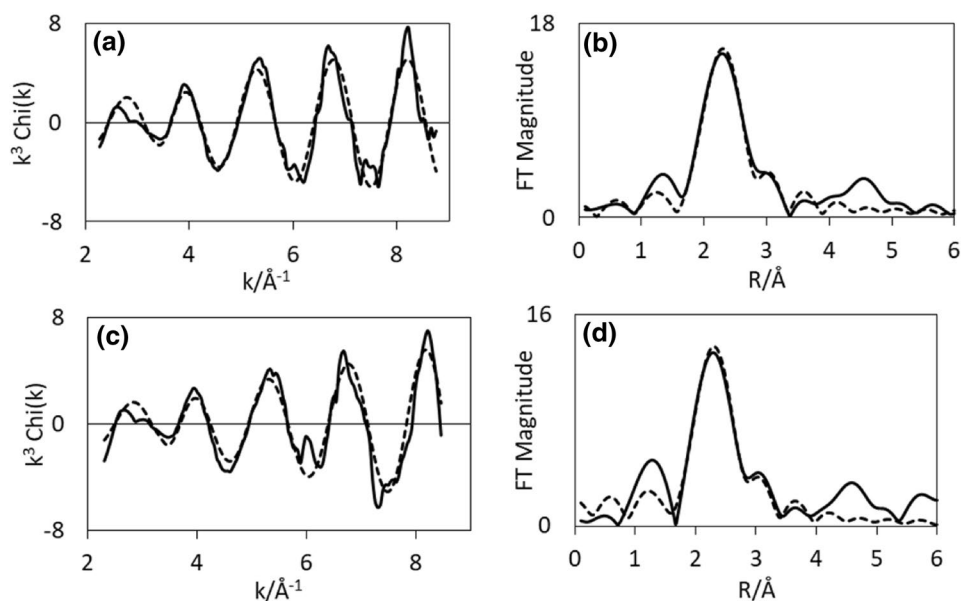 (a)
8
0
-8
k³ Chi(k)
2 4 6 8
k/Å⁻¹
(b)
18
0
FT Magnitude
0 1 2 3 4 5 6
R/Å
(c)
8
0
-8
k³ Chi(k)
2 4 6 8
k/Å⁻¹
(d)
16
0
FT Magnitude
0 1 2 3 4 5 6
R/Å